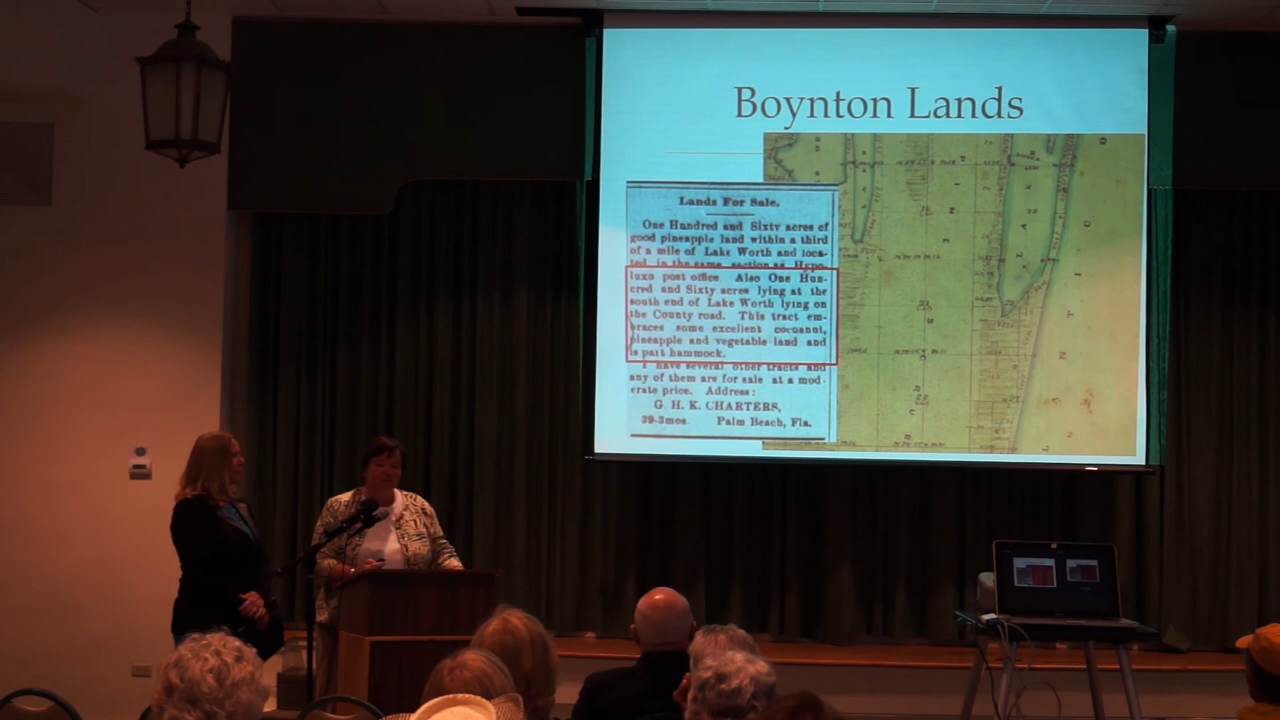 Boynton Lands
Lands For Sale.
One Hundred and Sixty acres of
good pineapple land within a third
of a mile of Lake Worth and loca-
ted in the same section as Hypo-
luxo post office. Also One Hun-
cred and Sixty acres lying at the
south end of Lake Worth lying on
the County road. This tract em-
braces some excellent cocoanut,
pineapple and vegetable land and
is part hammock.
I have several other tracts and
any of them are for sale at a mod-
erate price. Address:
G. H. K. CHARTERS,
39-3mos. Palm Beach, Fla.